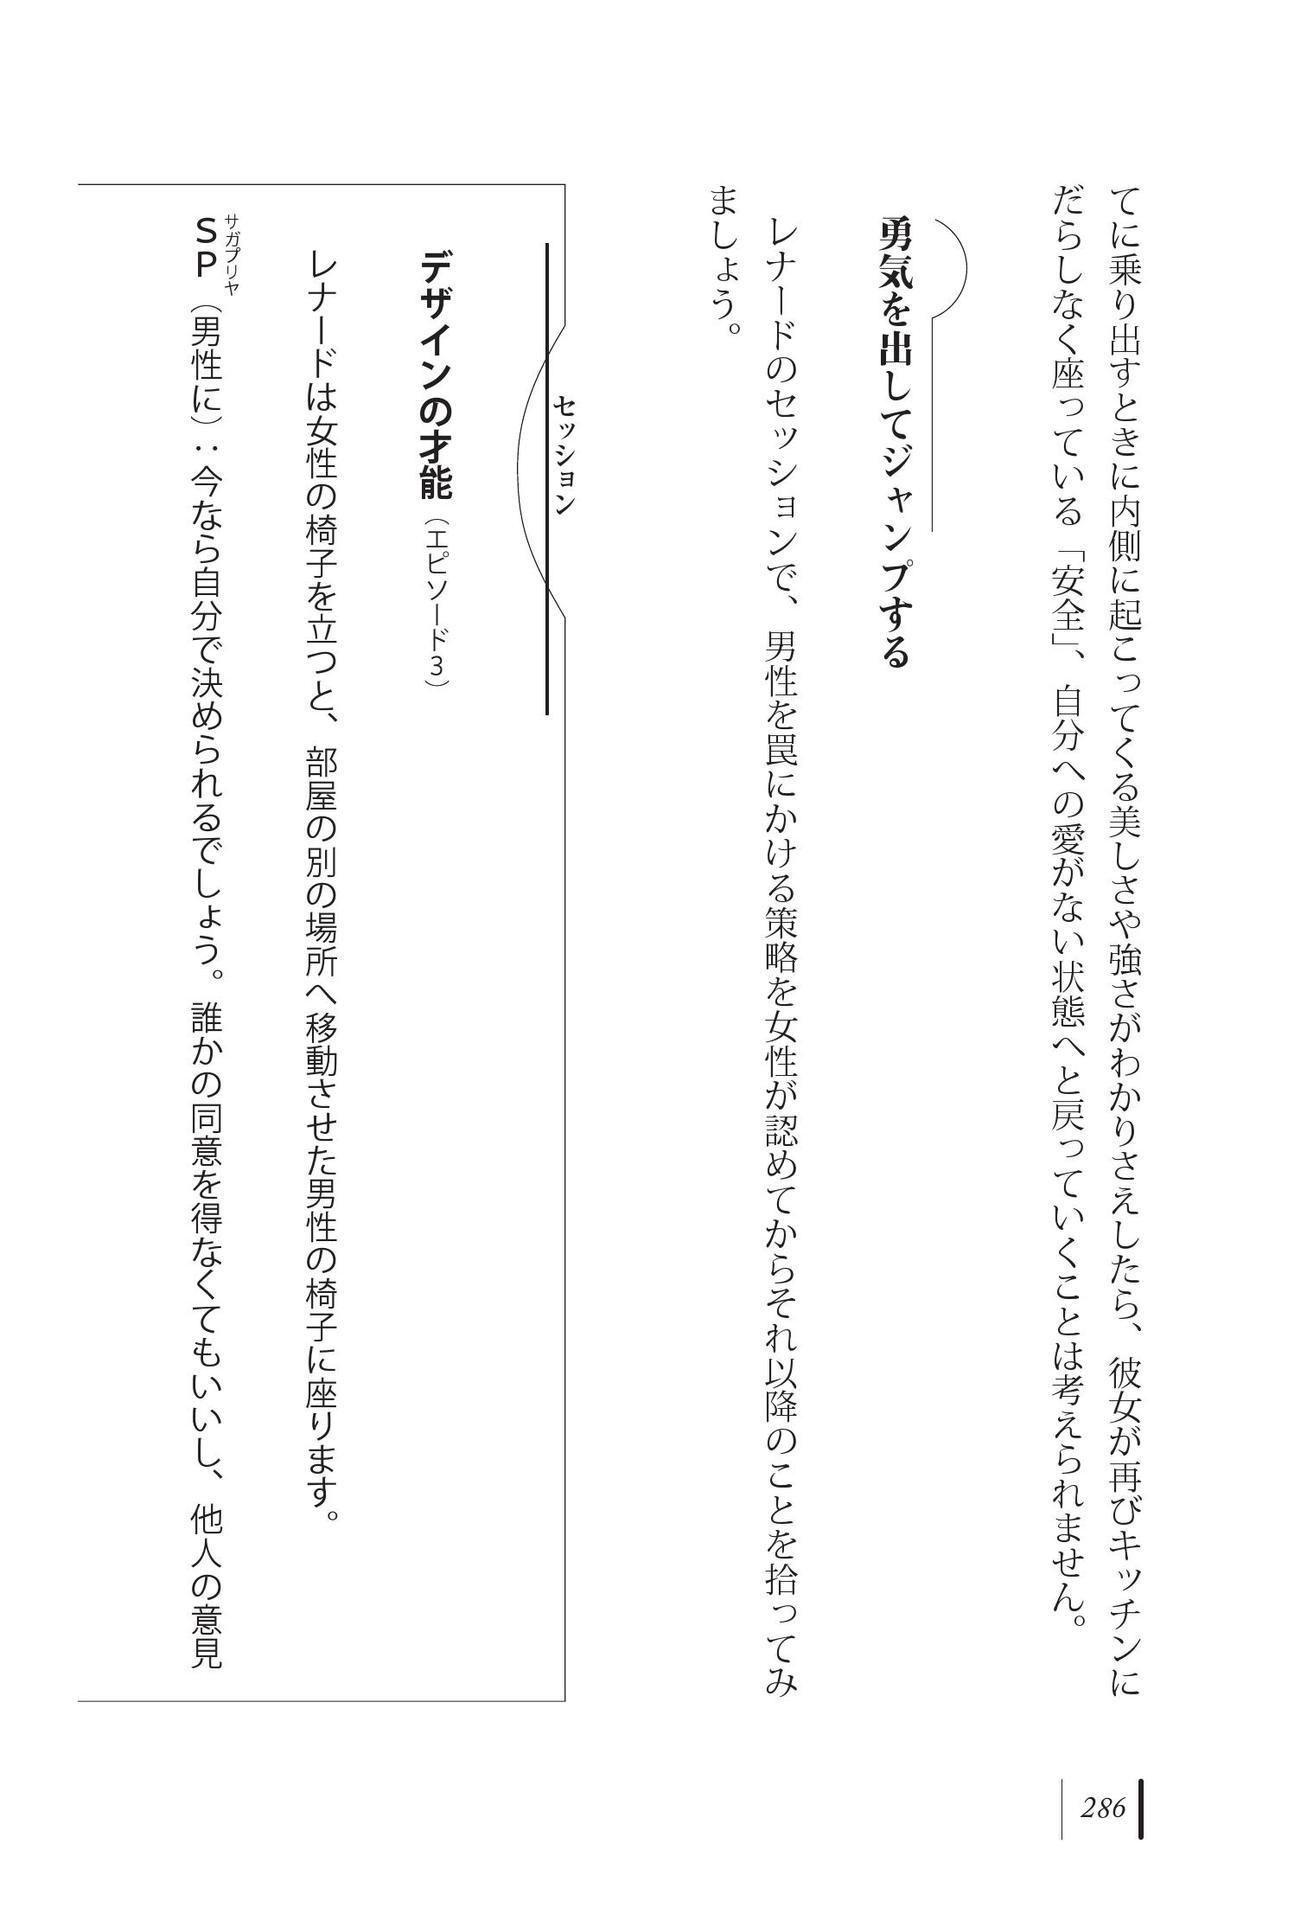 てに乗り出すときに内側に起こってくる美しさや強さがわかりさえしたら、彼女が再びキッチンに
だらしなく座っている「安全」、自分への愛がない状態へと戻っていくことは考えられません。
勇気を出してジャンプする
レナードのセッションで、男性を罠にかける策略を女性が認めてからそれ以降のことを拾ってみ
ましょう。
セッション
デザインの才能（エピソード3）
レナードは女性の椅子を立つと、部屋の別の場所へ移動させた男性の椅子に座ります。
サガプリヤ
SP（男性に）：今なら自分で決められるでしょう。誰かの同意を得なくてもいいし、他人の意見
286